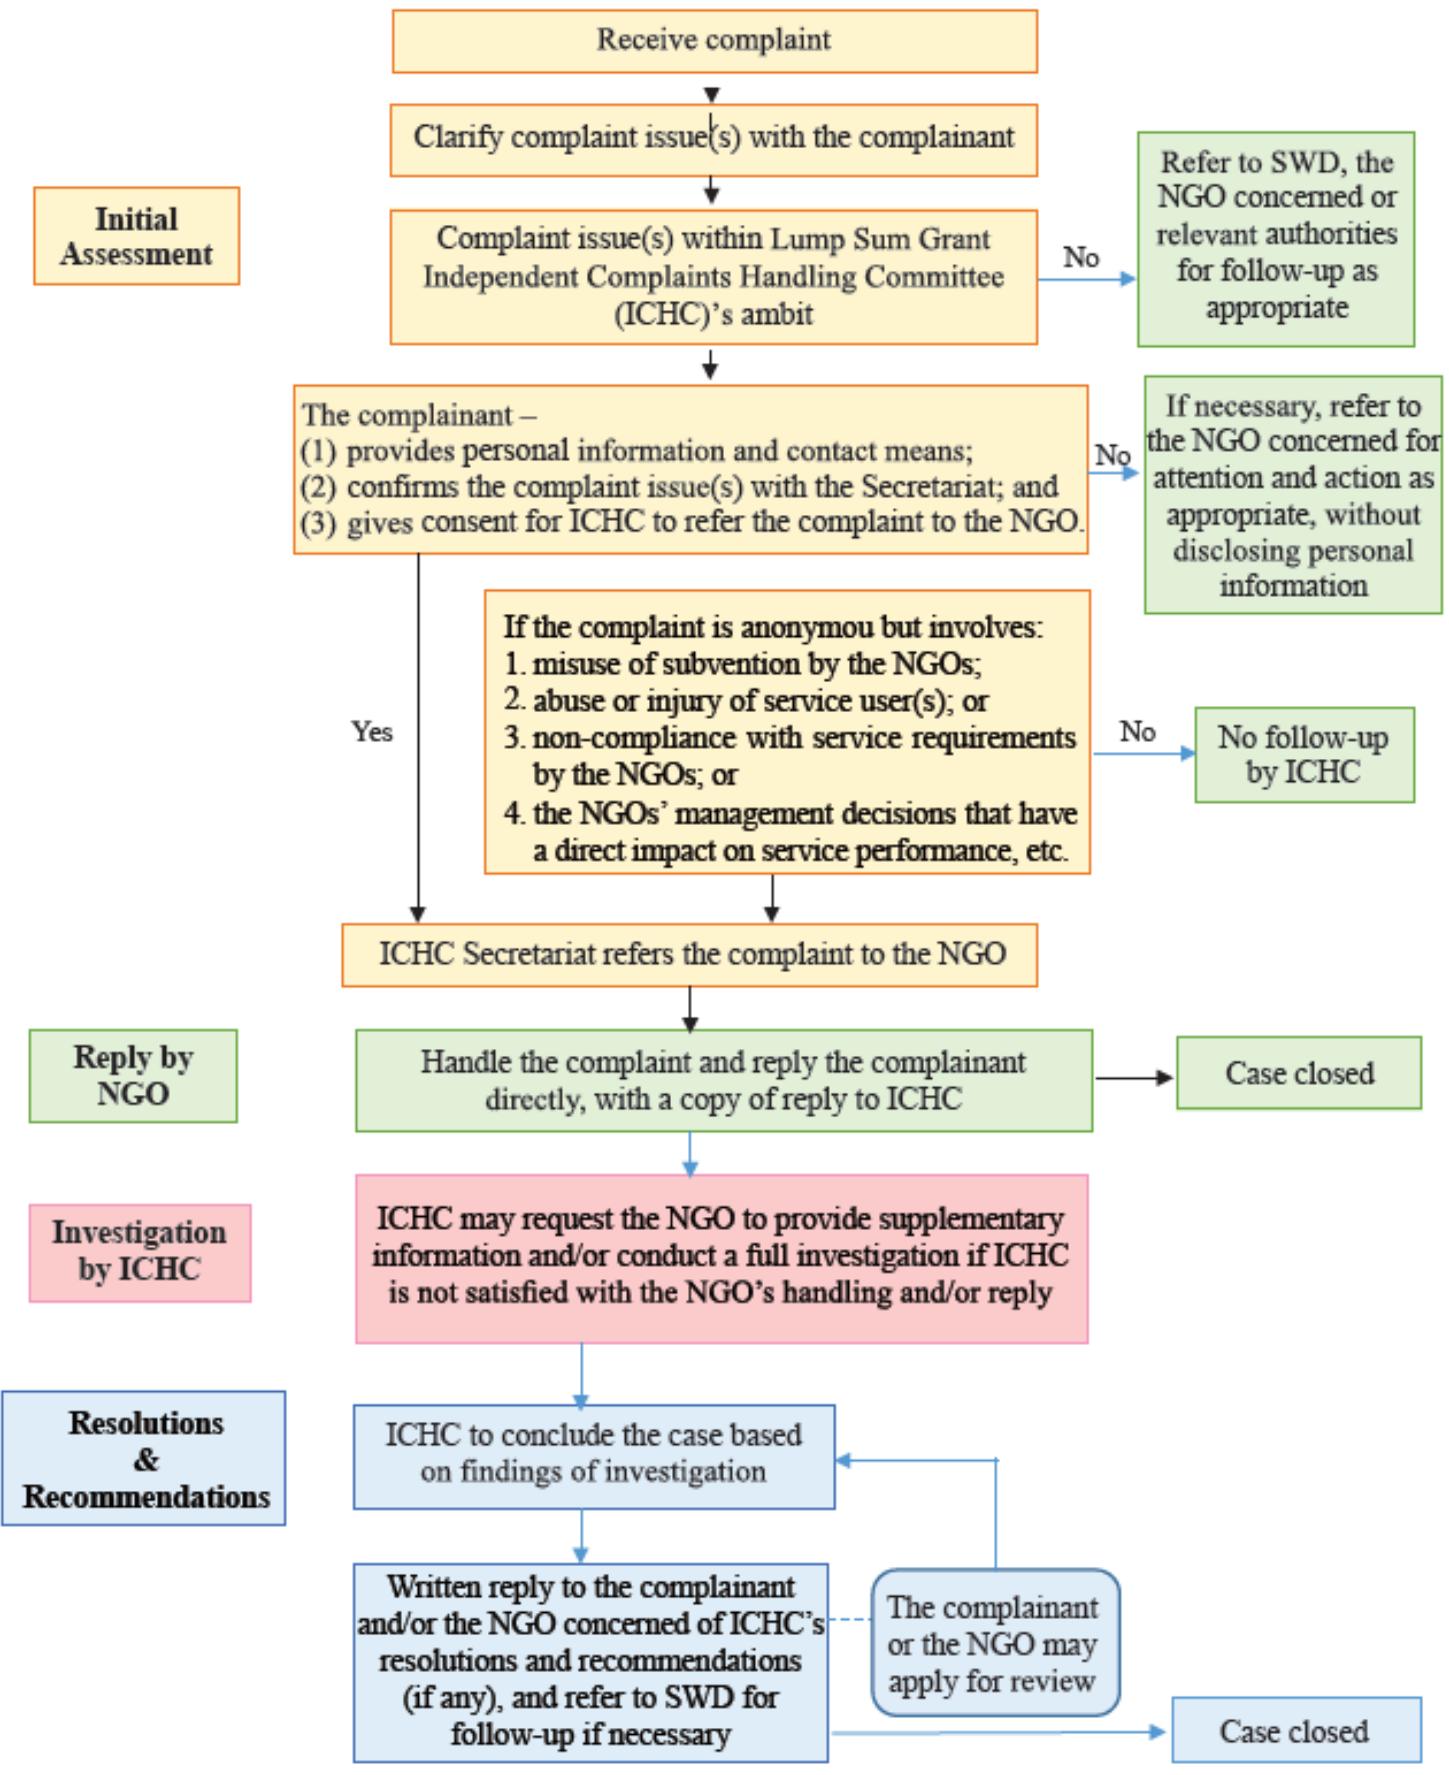 Receive complaint
Clarify complaint issue(s) with the complainant
Initial
Assessment
Complaint issue(s) within Lump Sum Grant
Independent Complaints Handling Committee
(ICHC)'s ambit
No
Refer to SWD, the
NGO concerned or
relevant authorities
for follow-up as
appropriate
The complainant –
(1) provides personal information and contact means;
(2) confirms the complaint issue(s) with the Secretariat; and
(3) gives consent for ICHC to refer the complaint to the NGO.
No
If necessary, refer to
the NGO concerned for
attention and action as
appropriate, without
disclosing personal
information
Yes
If the complaint is anonymou but involves:
1. misuse of subvention by the NGOs;
2. abuse or injury of service user(s); or
3. non-compliance with service requirements
by the NGOs; or
4. the NGOs' management decisions that have
a direct impact on service performance, etc.
No
No follow-up
by ICHC
ICHC Secretariat refers the complaint to the NGO
Reply by
NGO
Handle the complaint and reply the complainant
directly, with a copy of reply to ICHC
Case closed
Investigation
by ICHC
ICHC may request the NGO to provide supplementary
information and/or conduct a full investigation if ICHC
is not satisfied with the NGO's handling and/or reply
Resolutions
&
Recommendations
ICHC to conclude the case based
on findings of investigation
Written reply to the complainant
and/or the NGO concerned of ICHC's
resolutions and recommendations
(if any), and refer to SWD for
follow-up if necessary
The complainant
or the NGO may
apply for review
Case closed